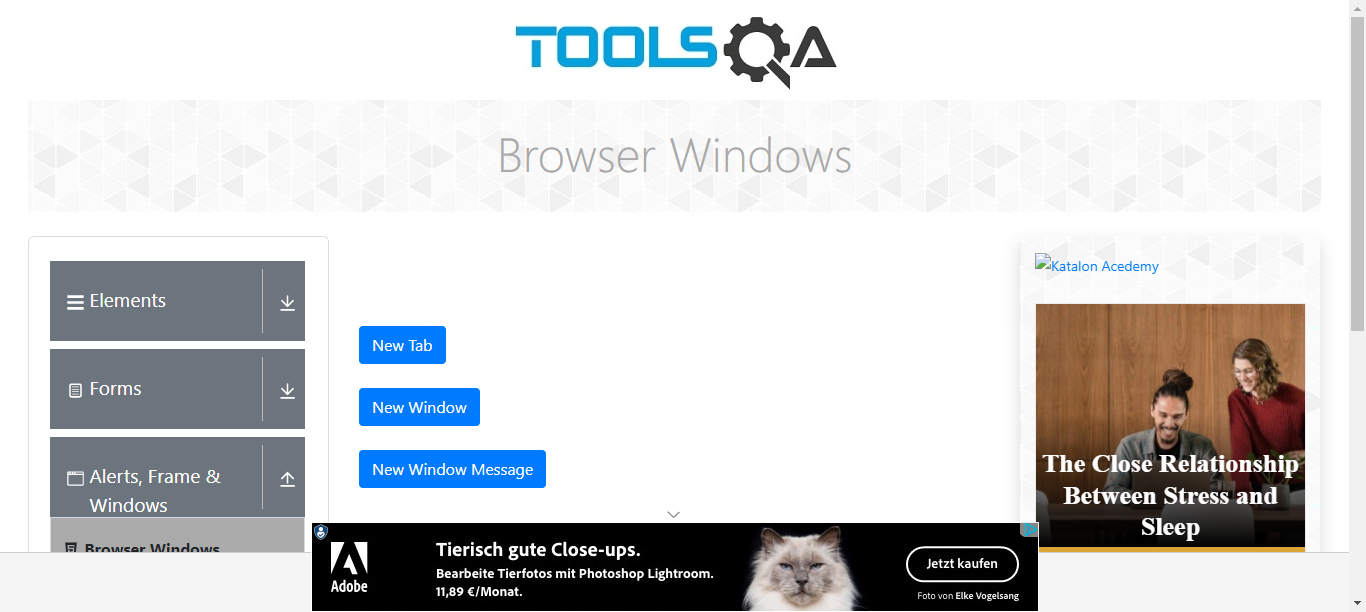 TOOLSQA
Browser Windows
Elements
Forms
Alerts, Frame &
Windows
Browser Windows
New Tab
New Window
New Window Message
Katalon Acedemy
The Close Relationship
Between Stress and
Sleep
Adobe
Tierisch gute Close-ups.
Bearbeite Tierfotos mit Photoshop Lightroom.
11,89 €/Monat.
Jetzt kaufen
Foto von Elke Vogelsang